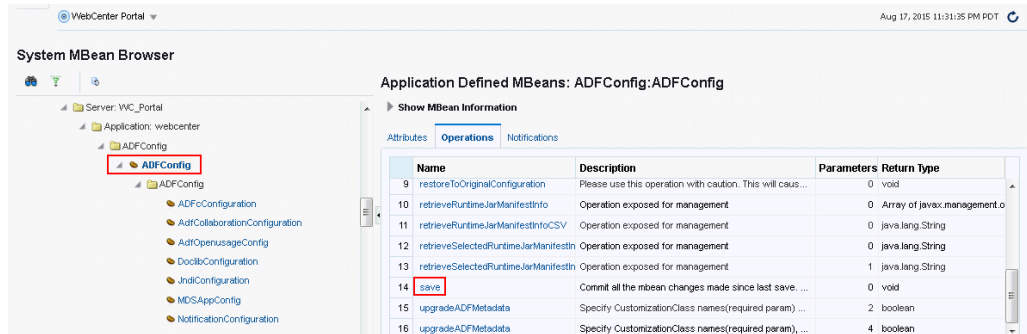 WebCenter Portal
Aug 17, 2015 11:31:35 PM PDT
System MBean Browser
Server: WC_Portal
Application: webcenter
ADFConfig
ADFConfig
ADFConfig
ADFcConfiguration
AdfCollaborationConfiguration
AdfOpenusageConfig
DoclibConfiguration
JndiConfiguration
MDSAppConfig
NotificationConfiguration
Application Defined MBeans: ADFConfig:ADFConfig
Show MBean Information
Attributes Operations Notifications
Name Description Parameters Return Type
9 restoreToOriginalConfiguration Please use this operation with caution. This will caus... 0 void
10 retrieveRuntimeJarManifestInfo Operation exposed for management 0 Array of javax.management.o
11 retrieveRuntimeJarManifestInfoCSV Operation exposed for management 0 java.lang.String
12 retrieveSelectedRuntimeJarManifestIn Operation exposed for management 0 java.lang.String
13 retrieveSelectedRuntimeJarManifestIn Operation exposed for management 1 java.lang.String
14 save Commit all the mbean changes made since last save. ... 0 void
15 upgradeADFMetadata Specify CustomizationClass names(required param) ... 2 boolean
16 upgradeADFMetadata Specify CustomizationClass names(required param), ... 4 boolean